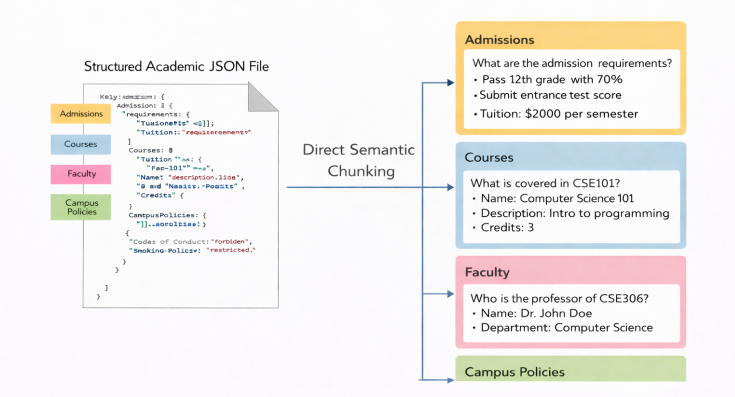 Structured Academic JSON File
Admissions
Courses
Faculty
Campus
Policies
Admission: {
"requirements: {
]
Courses: 
"Name: "description.line"
"Credits" {
}
CampusPolicies: {
{
"Codes of Conduct: "forbiden",
"Smoking-Policy: "restricted."
}
}
]
}
Direct Semantic
Chunking
Admissions
What are the admission requirements?
• Pass 12th grade with 70%
• Submit entrance test score
• Tuition: $2000 per semester
Courses
What is covered in CSE101?
• Name: Computer Science 101
• Description: Intro to programming
• Credits: 3
Faculty
Who is the professor of CSE306?
• Name: Dr. John Doe
• Department: Computer Science
Campus Policies